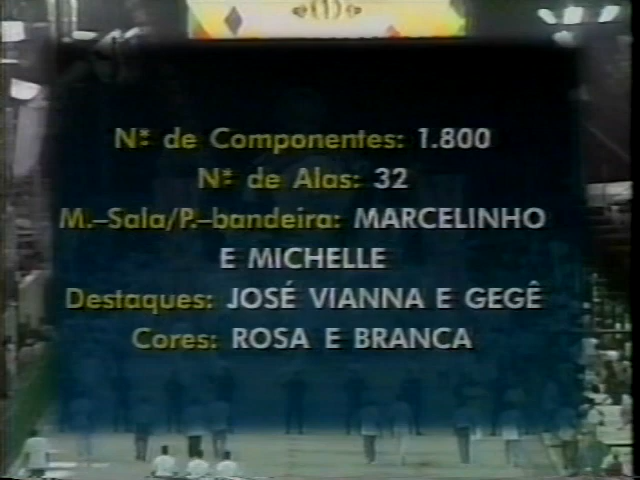 Nº de Componentes: 1.800
Nº de Alas: 32
M.-Sala/P.-bandeira: MARCELINHO
E MICHELLE
Destaques: JOSÉ VIANNA E GEGÊ
Cores: ROSA E BRANCA